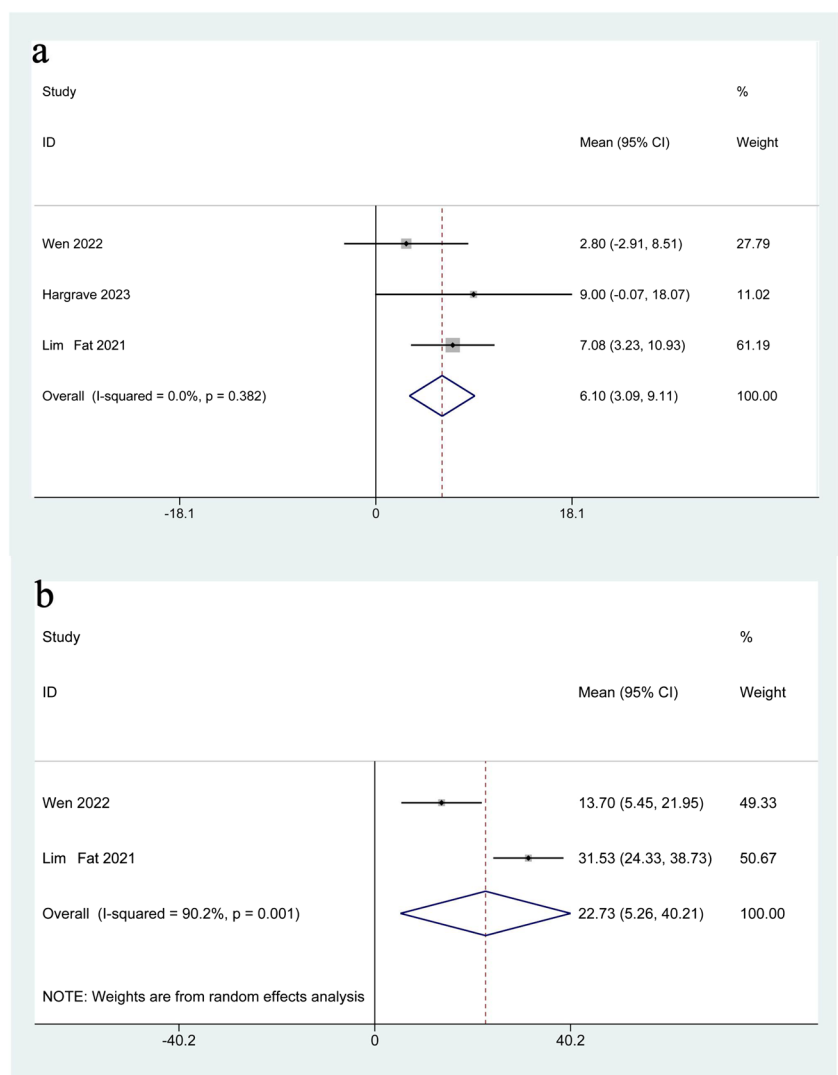 a
Study %
ID Mean (95% CI) Weight
Wen 2022 2.80 (-2.91, 8.51) 27.79
Hargrave 2023 9.00 (-0.07, 18.07) 11.02
Lim Fat 2021 7.08 (3.23, 10.93) 61.19
Overall (I-squared = 0.0%, p = 0.382) 6.10 (3.09, 9.11) 100.00
-18.1 0 18.1
b
Study %
ID Mean (95% CI) Weight
Wen 2022 13.70 (5.45, 21.95) 49.33
Lim Fat 2021 31.53 (24.33, 38.73) 50.67
Overall (I-squared = 90.2%, p = 0.001) 22.73 (5.26, 40.21) 100.00
NOTE: Weights are from random effects analysis
-40.2 0 40.2